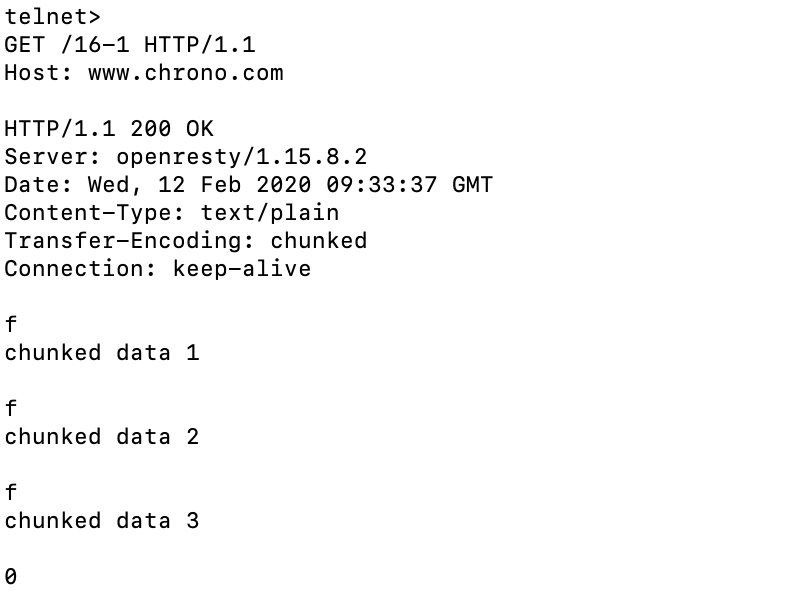 telnet>
GET /16-1 HTTP/1.1
Host: www.chrono.com
HTTP/1.1 200 OK
Server: openresty/1.15.8.2
Date: Wed, 12 Feb 2020 09:33:37 GMT
Content-Type: text/plain
Transfer-Encoding: chunked
Connection: keep-alive
f
chunked data 1
f
chunked data 2
f
chunked data 3
0